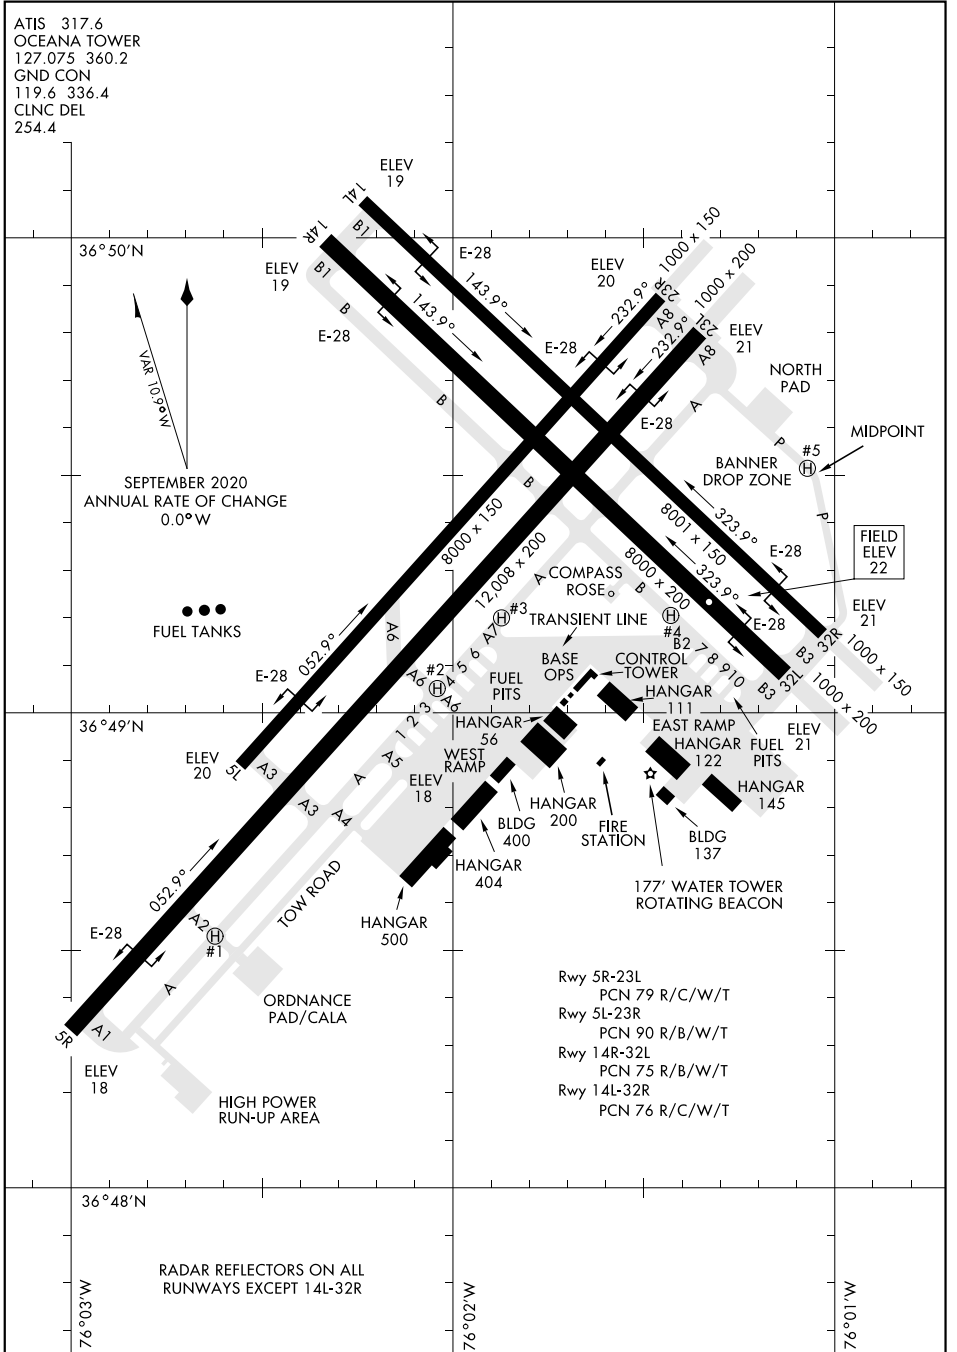 ATIS 317.6
OCEANA TOWER
127.075 360.2
GND CON
119.6 336.4
CLNC DEL
254.4
ELEV
19
14L
14R
B1
B1
36°50'N
ELEV
19
E-28
E-28
143.9°
143.9°
B
B
ELEV
20
1000 x 150
1000 x 200
23R
23L
232.9°
232.9°
A8
A8
ELEV
21
E-28
E-28
NORTH
PAD
VAR 10.9° W
SEPTEMBER 2020
ANNUAL RATE OF CHANGE
0.0° W
A
P
#5
H
MIDPOINT
BANNER
DROP ZONE
P
B
323.9°
8001 x 150
8000 x 150
12,008 x 200
8000 x 200
323.9°
E-28
E-28
FIELD
ELEV
22
A
COMPASS
ROSE
B
FUEL TANKS
#3
H
TRANSIENT LINE
H
#4
ELEV
21
B3
32R
1000 x 150
B3
32L
1000 x 200
B2 7 8 9 10
052.9°
E-28
A6
A6
A6
#2
H
1 2 3 4 5 6 A7
FUEL
PITS
BASE
OPS
CONTROL
TOWER
HANGAR
111
36°49'N
HANGAR
56
EAST RAMP
ELEV
21
FUEL
PITS
HANGAR
122
HANGAR
145
ELEV
20
5L
A3
A3
A4
A
A5
WEST
RAMP
ELEV
18
HANGAR
200
BLDG
400
FIRE
STATION
BLDG
137
HANGAR
404
177' WATER TOWER
ROTATING BEACON
TOW ROAD
HANGAR
500
052.9°
E-28
A2
H
#1
A
ORDNANCE
PAD/CALA
5R
A1
ELEV
18
HIGH POWER
RUN-UP AREA
Rwy 5R-23L
PCN 79 R/C/W/T
Rwy 5L-23R
PCN 90 R/B/W/T
Rwy 14R-32L
PCN 75 R/B/W/T
Rwy 14L-32R
PCN 76 R/C/W/T
36°48'N
RADAR REFLECTORS ON ALL
RUNWAYS EXCEPT 14L-32R
76°03'W
76°02'W
76°01'W